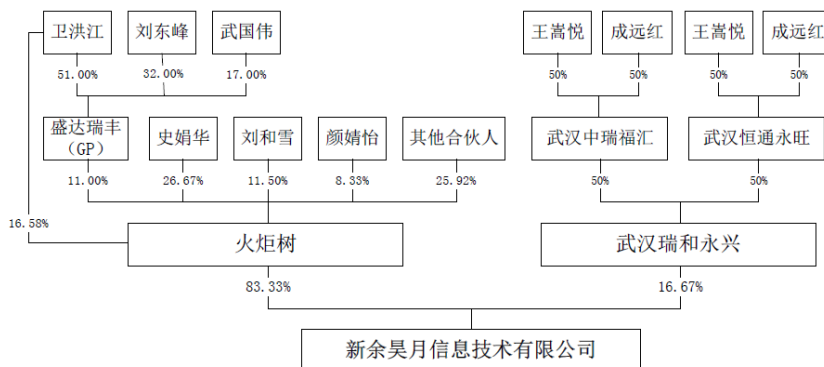 卫洪江 刘东峰 武国伟 王嵩悦 成远红 王嵩悦 成远红
51.00% 32.00% 17.00% 50% 50% 50% 50%
盛达瑞丰
(GP)
史娟华 刘和雪 颜婧怡 其他合伙人 武汉中瑞福汇 武汉恒通永旺
11.00% 26.67% 11.50% 8.33% 25.92% 50% 50%
16.58%
火炬树 武汉瑞和永兴
83.33% 16.67%
新余昊月信息技术有限公司